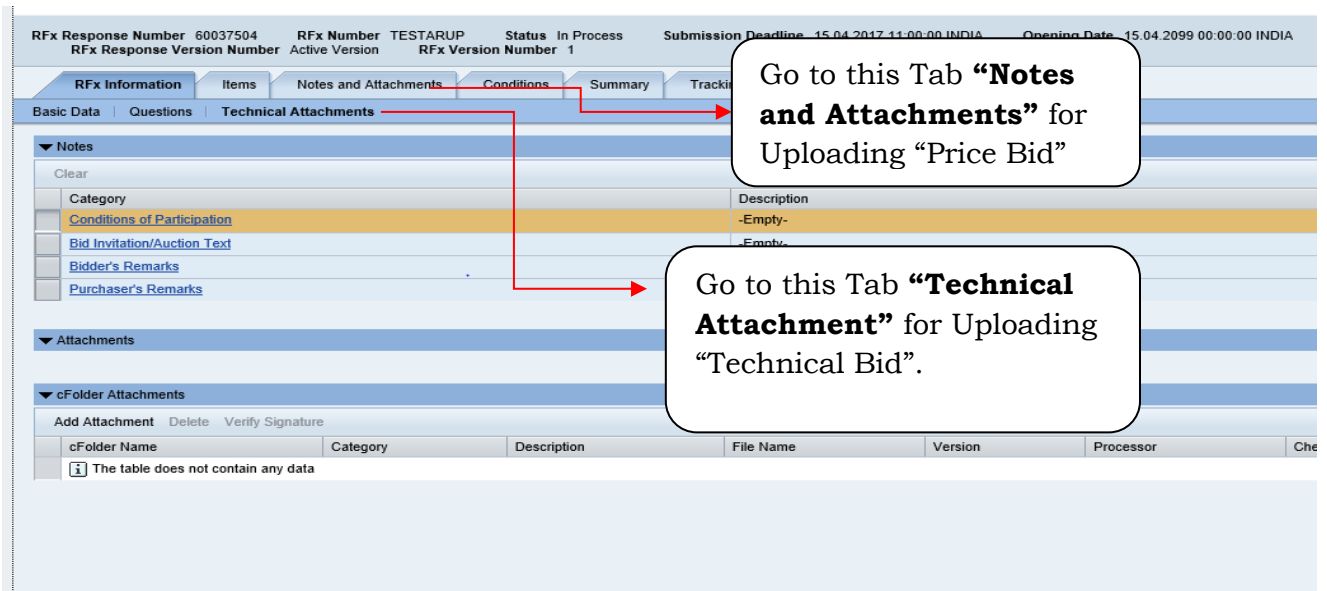 RFx Response Number 60037504 RFx Number TESTARUP Status In Process Submission Deadline 15.04.2017 11:00:00 INDIA Opening Date 15.04.2099 00:00:00 INDIA
RFx Response Version Number Active Version RFx Version Number 1
RFx Information Items Notes and Attachments Conditions Summary
Basic Data | Questions | Technical Attachments
Go to this Tab “Notes
and Attachments” for
Uploading “Price Bid”
Notes
Clear
Category Description
Conditions of Participation -Empty-
Bid Invitation/Auction Text -Empty-
Bidder's Remarks
Purchaser's Remarks
Go to this Tab “Technical
Attachment” for Uploading
“Technical Bid”.
Attachments
cFolder Attachments
Add Attachment Delete Verify Signature
cFolder Name Category Description File Name Version Processor Che
i The table does not contain any data